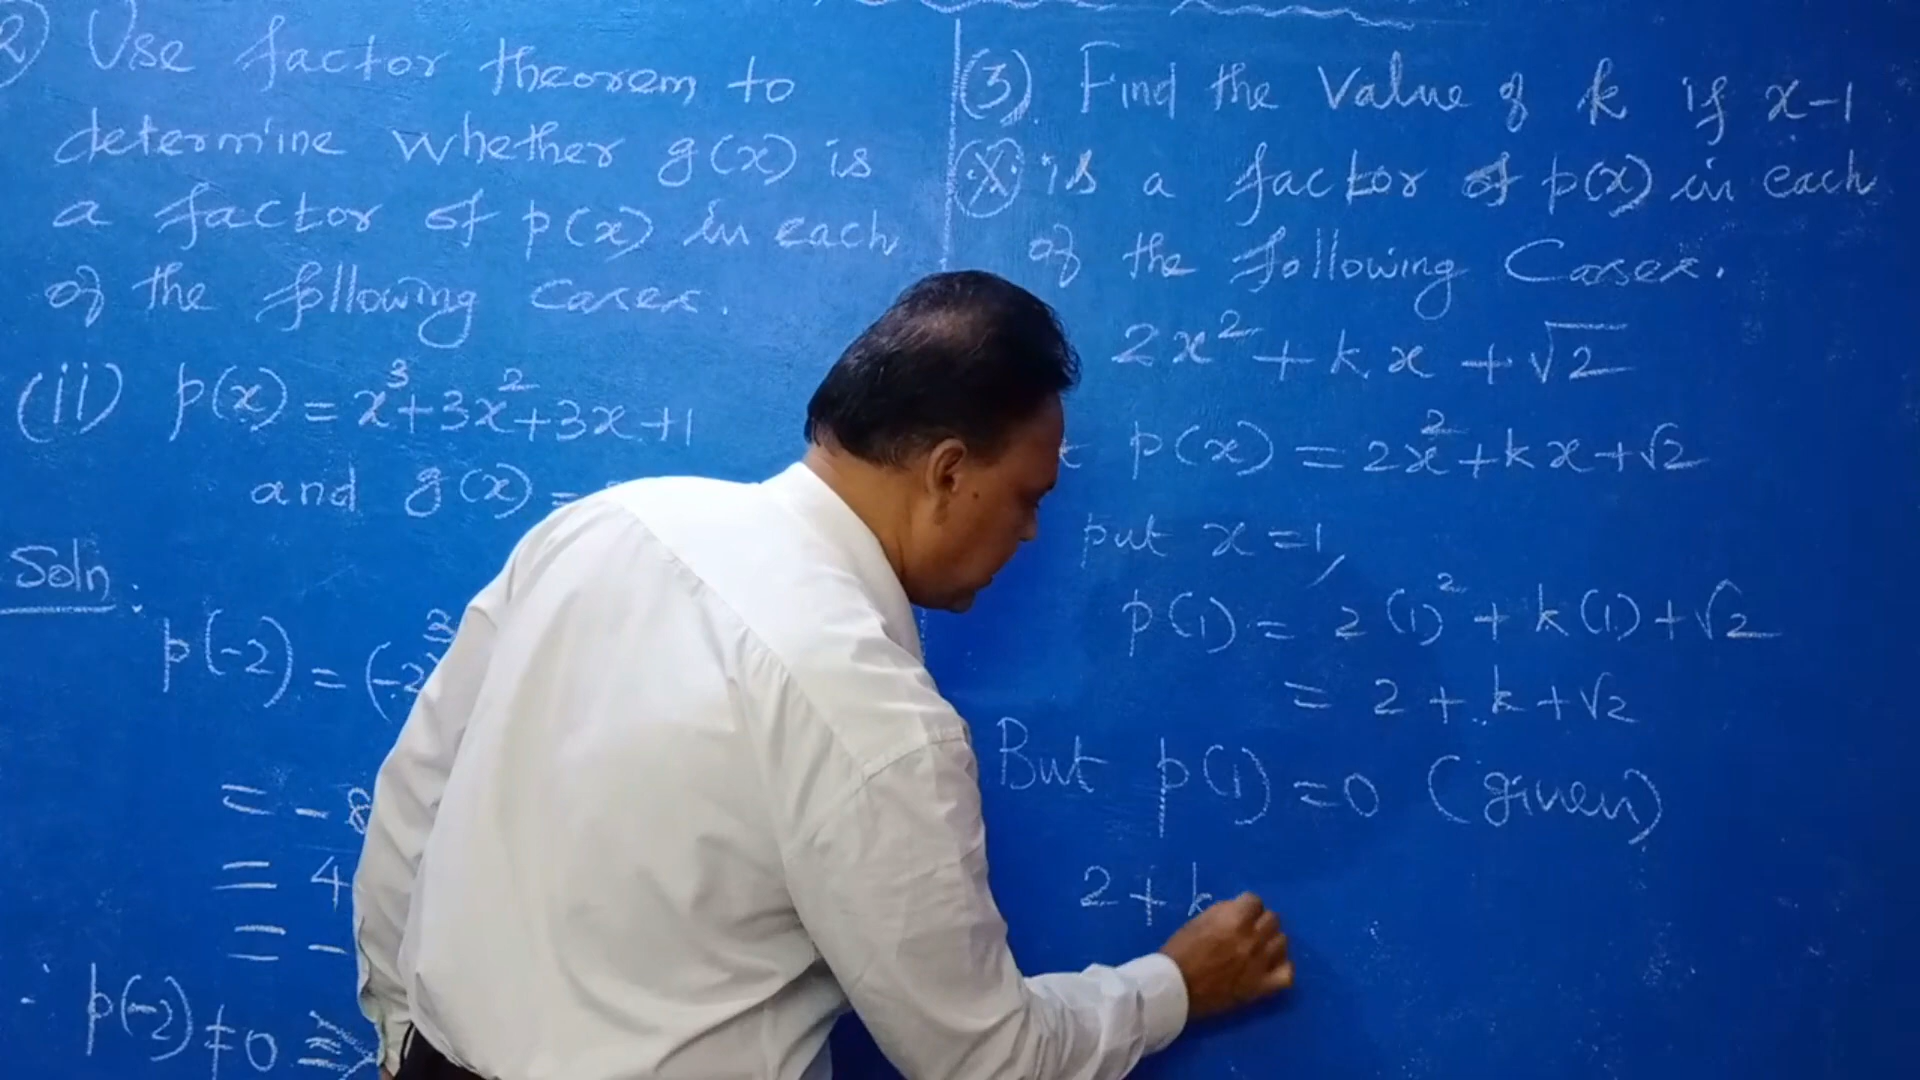 2) Use factor theorem to
determine whether g(x) is
a factor of p(x) in each
of the following cases.
(ii) p(x) = x³+3x²+3x+1
and g(x) =
Soln:
p(-2) = (-2)³
= - 8
= 4
= -
∴ p(-2) ≠ 0
(3) Find the Value of k if x-1
is a factor of p(x) in each
of the following Cases.
2x² + kx + √2
p(x) = 2x²+kx+√2
put x = 1,
p(1) = 2(1)² + k(1)+√2
= 2 + k + √2
But p(1) = 0 (given)
2 + k